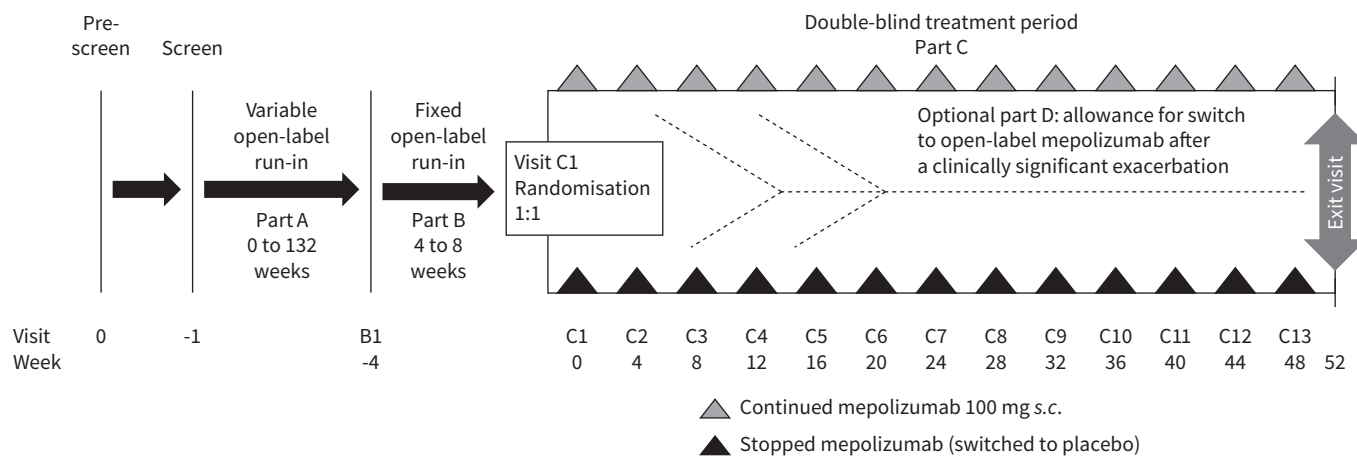 Pre-
screen
Screen
Double-blind treatment period
Part C
Variable
open-label
run-in
Part A
0 to 132
weeks
Fixed
open-label
run-in
Part B
4 to 8
weeks
Visit C1
Randomisation
1:1
Optional part D: allowance for switch
to open-label mepolizumab after
a clinically significant exacerbation
Exit visit
Visit 0 -1 B1 C1 C2 C3 C4 C5 C6 C7 C8 C9 C10 C11 C12 C13
Week -4 0 4 8 12 16 20 24 28 32 36 40 44 48 52
Continued mepolizumab 100 mg s.c.
Stopped mepolizumab (switched to placebo)